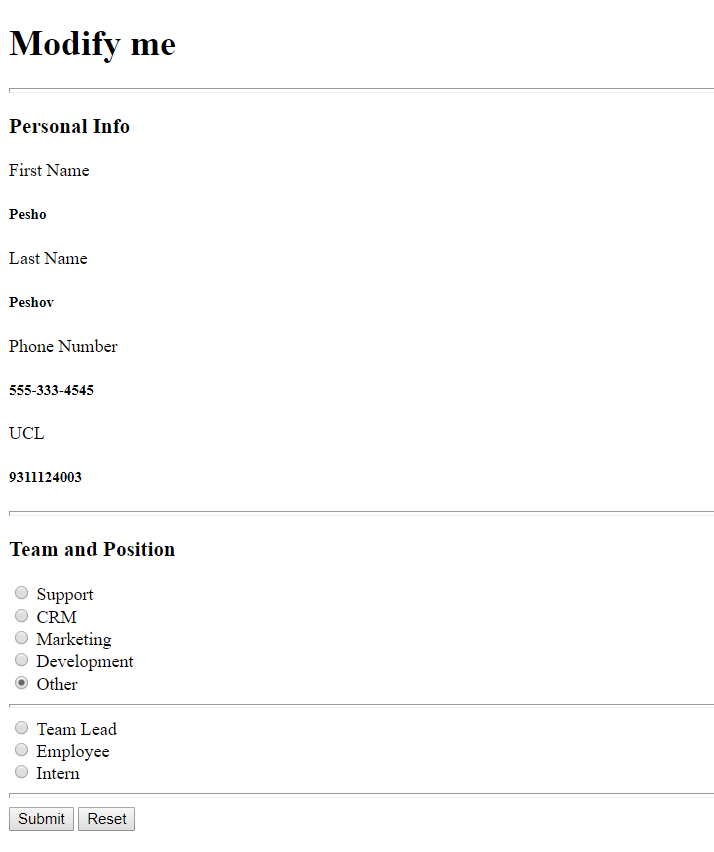 Modify me
Personal Info
First Name
Pesho
Last Name
Peshov
Phone Number
555-333-4545
UCL
9311124003
Team and Position
Support
CRM
Marketing
Development
Other
Team Lead
Employee
Intern
Submit Reset